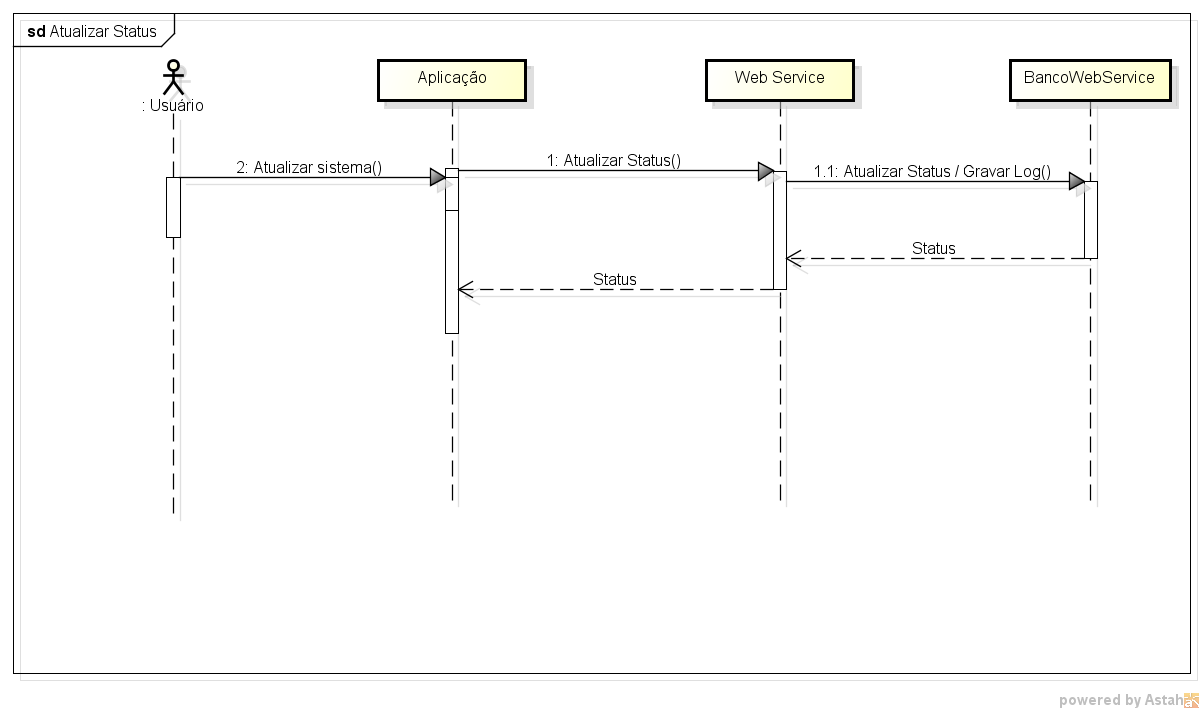 sd Atualizar Status
: Usuário
Aplicação
Web Service
BancoWebService
2: Atualizar sistema()
1: Atualizar Status()
1.1: Atualizar Status / Gravar Log()
Status
Status
powered by Astah